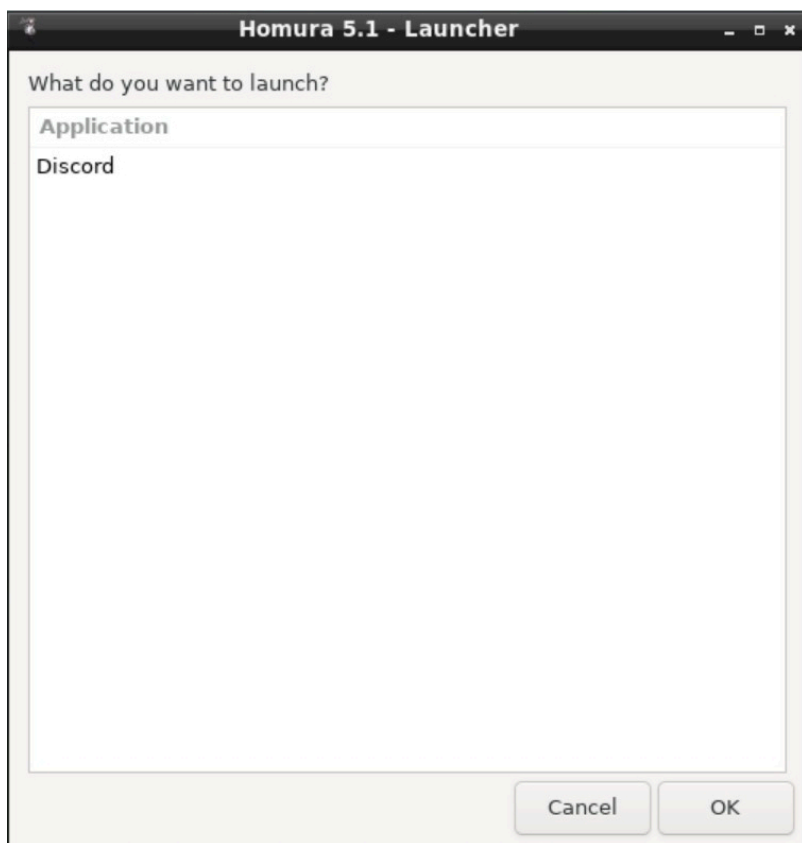 Homura 5.1 - Launcher
What do you want to launch?
Application
Discord
Cancel OK